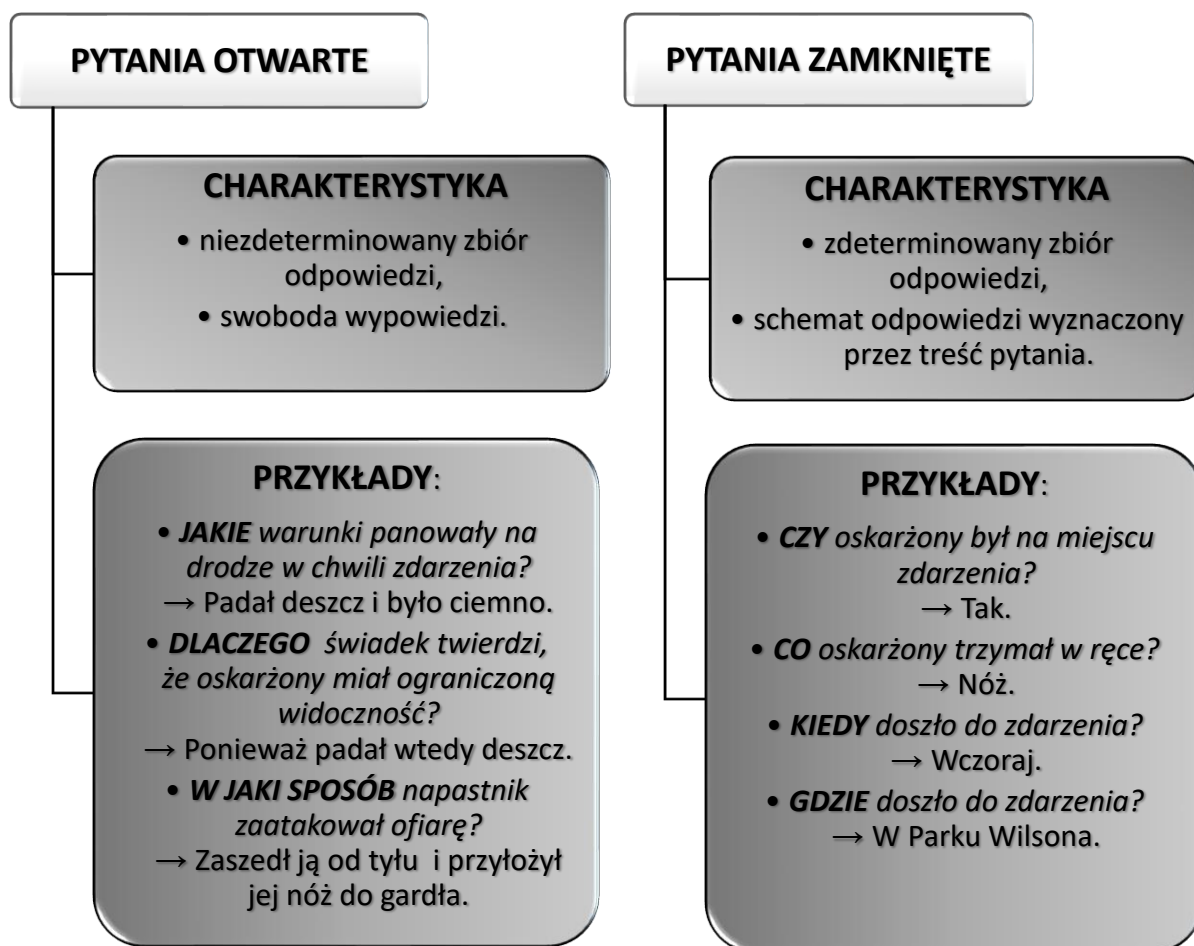 PYTANIA OTWARTE
CHARAKTERYSTYKA
• niezdeterminowany zbiór
odpowiedzi,
• swoboda wypowiedzi.
PRZYKŁADY:
• JAKIE warunki panowały na
drodze w chwili zdarzenia?
→ Padał deszcz i było ciemno.
• DLACZEGO świadek twierdzi,
że oskarżony miał ograniczoną
widoczność?
→ Ponieważ padał wtedy deszcz.
• W JAKI SPOSÓB napastnik
zaatakował ofiarę?
→ Zaszedł ją od tyłu i przyłożył
jej nóż do gardła.
PYTANIA ZAMKNIĘTE
CHARAKTERYSTYKA
• zdeterminowany zbiór
odpowiedzi,
• schemat odpowiedzi wyznaczony
przez treść pytania.
PRZYKŁADY:
• CZY oskarżony był na miejscu
zdarzenia?
→ Tak.
• CO oskarżony trzymał w ręce?
→ Nóż.
• KIEDY doszło do zdarzenia?
→ Wczoraj.
• GDZIE doszło do zdarzenia?
→ W Parku Wilsona.